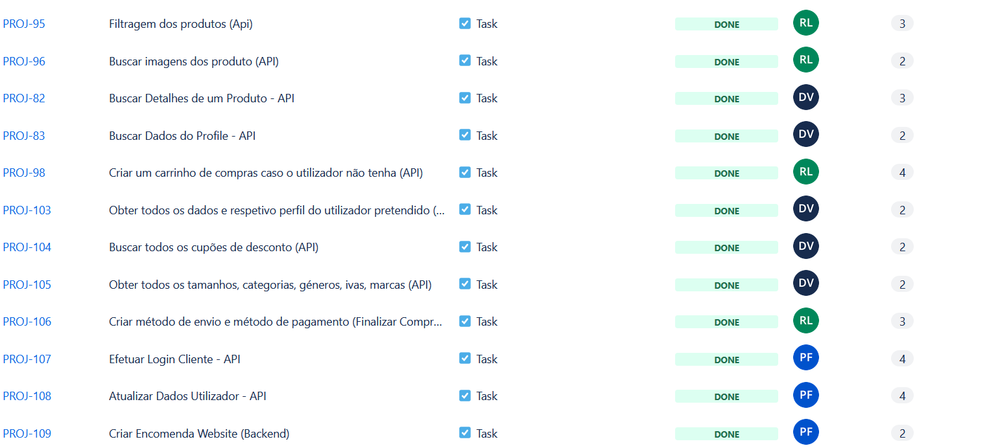 PROJ-95 Filtragem dos produtos (Api) Task DONE RL 3
PROJ-96 Buscar imagens dos produto (API) Task DONE RL 2
PROJ-82 Buscar Detalhes de um Produto - API Task DONE DV 3
PROJ-83 Buscar Dados do Profile - API Task DONE DV 2
PROJ-98 Criar um carrinho de compras caso o utilizador não tenha (API) Task DONE RL 4
PROJ-103 Obter todos os dados e respetivo perfil do utilizador pretendido (... Task DONE DV 2
PROJ-104 Buscar todos os cupões de desconto (API) Task DONE DV 2
PROJ-105 Obter todos os tamanhos, categorias, géneros, ivas, marcas (API) Task DONE DV 2
PROJ-106 Criar método de envio e método de pagamento (Finalizar Compr... Task DONE RL 3
PROJ-107 Efetuar Login Cliente - API Task DONE PF 4
PROJ-108 Atualizar Dados Utilizador - API Task DONE PF 4
PROJ-109 Criar Encomenda Website (Backend) Task DONE PF 2